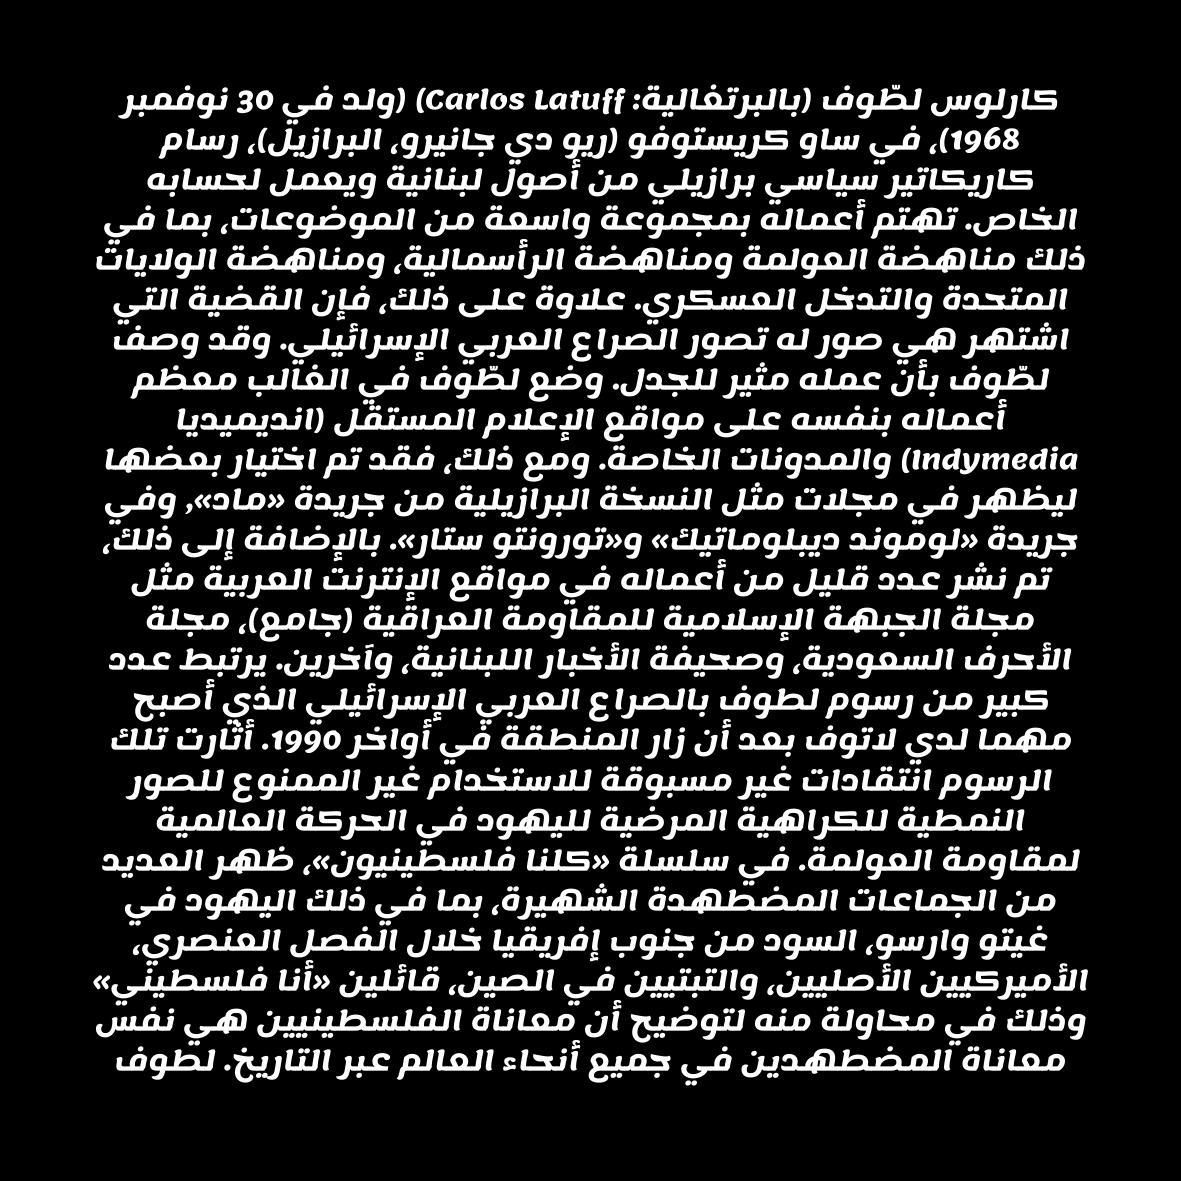 كارلوس لطّوف (بالبرتغالية: Carlos Latuff) (ولد في 30 نوفمبر
1968)، في ساو كريستوفو (ريو دي جانيرو، البرازيل)، رسام
كاريكاتير سياسي برازيلي من أصول لبنانية ويعمل لحسابه
الخاص. تهتم أعماله بمجموعة واسعة من الموضوعات، بما في
ذلك مناهضة العولمة ومناهضة الرأسمالية، ومناهضة الولايات
المتحدة والتدخل العسكري. علاوة على ذلك، فإن القضية التي
اشتهر هي صور له تصور الصراع العربي الإسرائيلي. وقد وصف
لطّوف بأن عمله مثير للجدل. وضع لطّوف في الغالب معظم
أعماله بنفسه على مواقع الإعلام المستقل (انديميديا
Indymedia) والمدونات الخاصة. ومع ذلك، فقد تم اختيار بعضها
ليظهر في مجلات مثل النسخة البرازيلية من جريدة «ماد», وفي
جريدة «لوموند ديبلوماتيك» و«تورونتو ستار». بالإضافة إلى ذلك،
تم نشر عدد قليل من أعماله في مواقع الإنترنت العربية مثل
مجلة الجبهة الإسلامية للمقاومة العراقية (جامع)، مجلة
الأحرف السعودية، وصحيفة الأخبار اللبنانية، وآخرين. يرتبط عدد
كبير من رسوم لطوف بالصراع العربي الإسرائيلي الذي أصبح
مهما لدي لاتوف بعد أن زار المنطقة في أواخر 1990. أثارت تلك
الرسوم انتقادات غير مسبوقة للاستخدام غير الممنوع للصور
النمطية للكراهية المرضية لليهود في الحركة العالمية
لمقاومة العولمة. في سلسلة «كلنا فلسطينيون»، ظهر العديد
من الجماعات المضطهدة الشهيرة، بما في ذلك اليهود في
غيتو وارسو، السود من جنوب إفريقيا خلال الفصل العنصري،
الأميركيين الأصليين، والتبتيين في الصين، قائلين «أنا فلسطيني»
وذلك في محاولة منه لتوضيح أن معاناة الفلسطينيين هي نفس
معاناة المضطهدين في جميع أنحاء العالم عبر التاريخ. لطوف